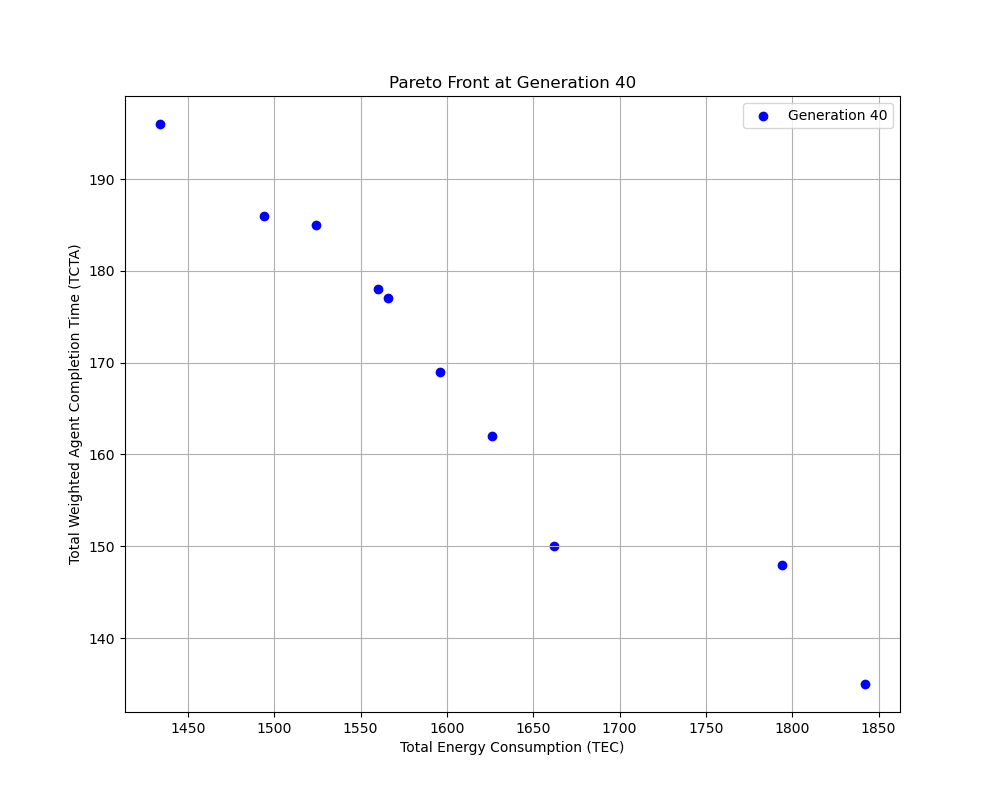 Pareto Front at Generation 40
Generation 40
Total Weighted Agent Completion Time (TCTA)
190
180
170
160
150
140
1450 1500 1550 1600 1650 1700 1750 1800 1850
Total Energy Consumption (TEC)